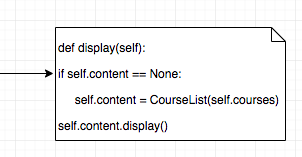 def display(self):
if self.content == None:
self.content = CourseList(self.courses)
self.content.display()